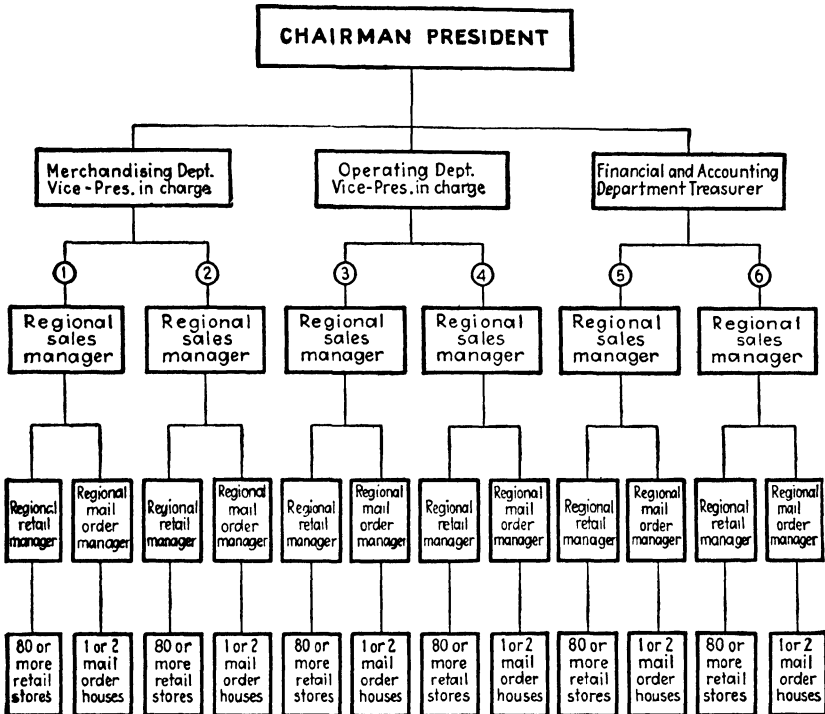 CHAIRMAN PRESIDENT
Merchandising Dept.
Vice-Pres. in charge
Operating Dept.
Vice-Pres. in charge
Financial and Accounting
Department Treasurer
1
2
3
4
5
6
Regional
sales
manager
Regional
sales
manager
Regional
sales
manager
Regional
sales
manager
Regional
sales
manager
Regional
sales
manager
Regional
retail
manager
Regional
mail
order
manager
Regional
retail
manager
Regional
mail
order
manager
Regional
retail
manager
Regional
mail
order
manager
Regional
retail
manager
Regional
mail
order
manager
Regional
retail
manager
Regional
mail
order
manager
Regional
retail
manager
Regional
mail
order
manager
80 or
more
retail
stores
1 or 2
mail
order
houses
80 or
more
retail
stores
1 or 2
mail
order
houses
80 or
more
retail
stores
1 or 2
mail
order
houses
80 or
more
retail
stores
1 or 2
mail
order
houses
80 or
more
retail
stores
1 or 2
mail
order
houses
80 or
more
retail
stores
1 or 2
mail
order
houses